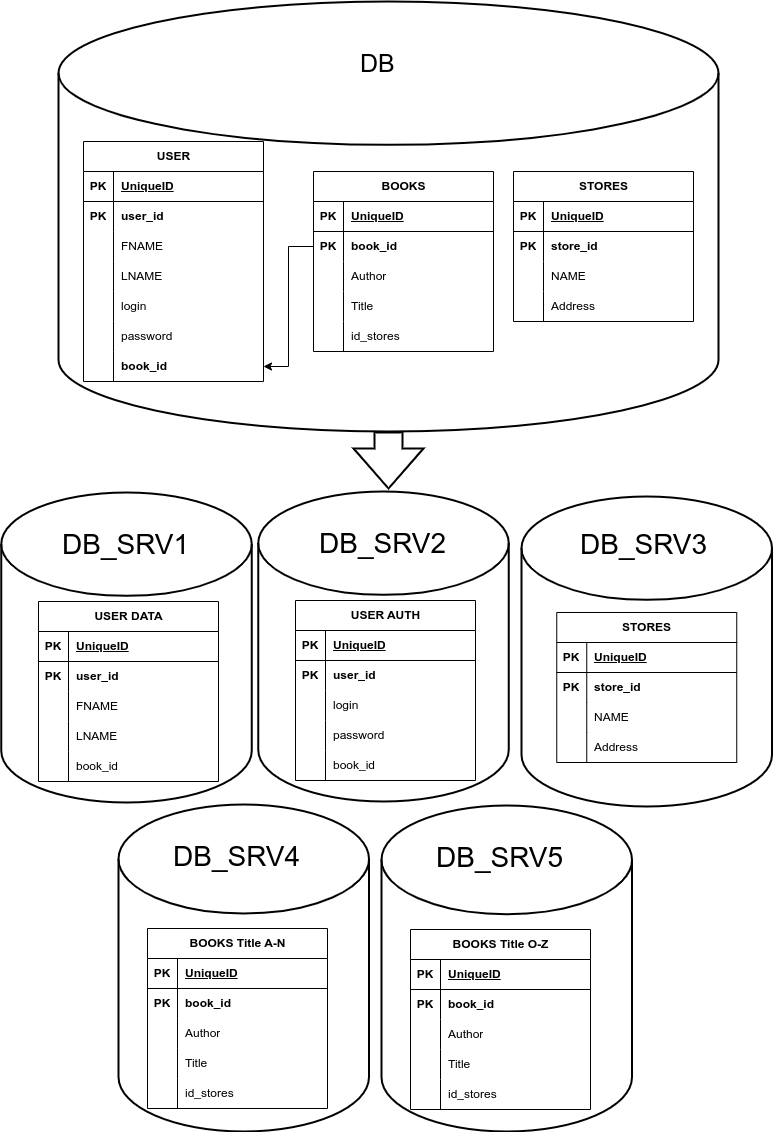 DB
USER
PK UniqueID
PK user_id
FNAME
LNAME
login
password
book_id
BOOKS
PK UniqueID
PK book_id
Author
Title
id_stores
STORES
PK UniqueID
PK store_id
NAME
Address
DB_SRV1
USER DATA
PK UniqueID
PK user_id
FNAME
LNAME
book_id
DB_SRV2
USER AUTH
PK UniqueID
PK user_id
login
password
book_id
DB_SRV3
STORES
PK UniqueID
PK store_id
NAME
Address
DB_SRV4
BOOKS Title A-N
PK UniqueID
PK book_id
Author
Title
id_stores
DB_SRV5
BOOKS Title O-Z
PK UniqueID
PK book_id
Author
Title
id_stores